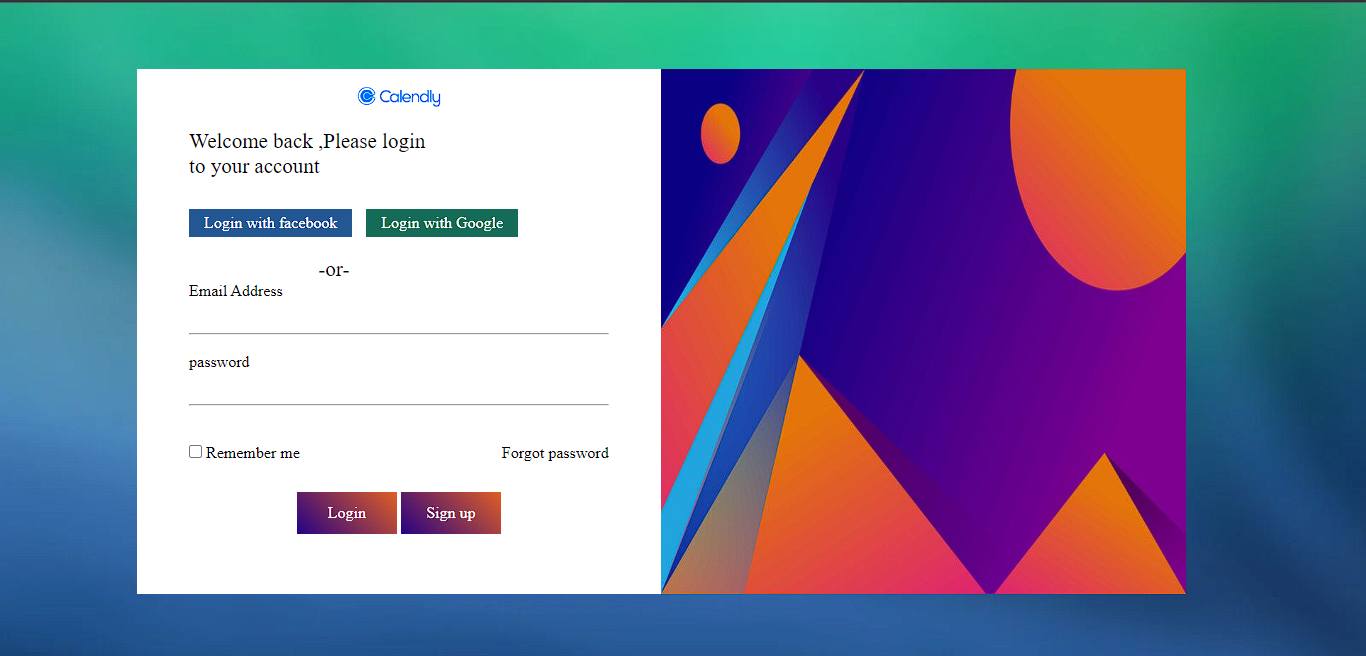 Calendly
Welcome back ,Please login
to your account
Login with facebook Login with Google
-or-
Email Address
password
Remember me Forgot password
Login Sign up